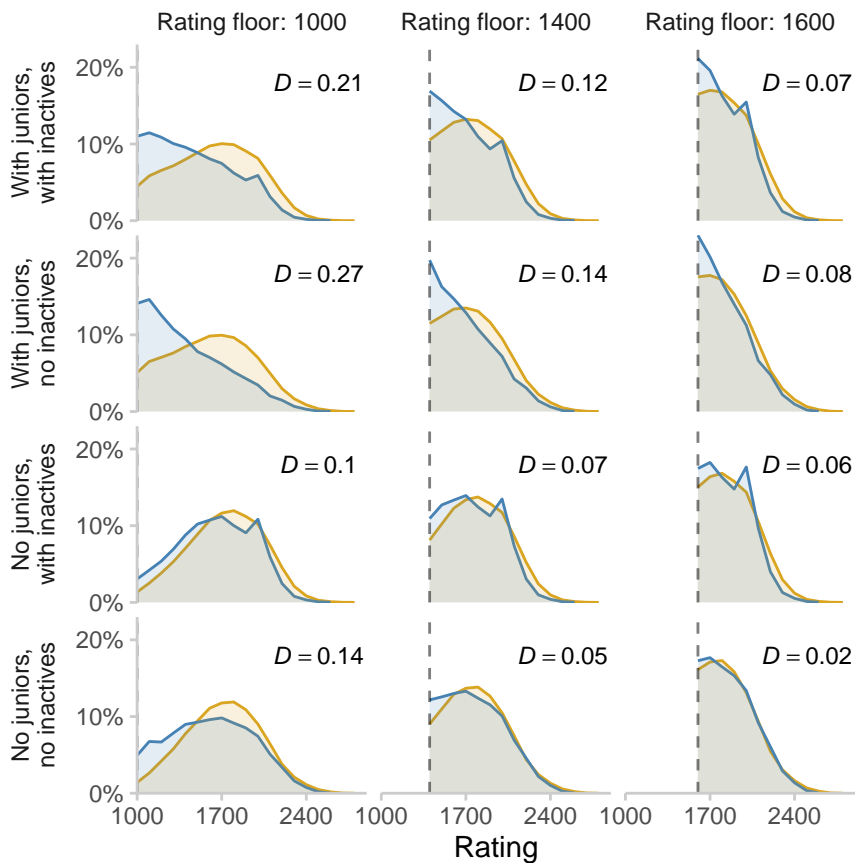 Rating floor: 1000
Rating floor: 1400
Rating floor: 1600
With juniors,
with inactives
20%
10%
0%
D = 0.21
D = 0.12
D = 0.07
With juniors,
no inactives
20%
10%
0%
D = 0.27
D = 0.14
D = 0.08
No juniors,
with inactives
20%
10%
0%
D = 0.1
D = 0.07
D = 0.06
No juniors,
no inactives
20%
10%
0%
D = 0.14
D = 0.05
D = 0.02
1000 1700 2400 1000 1700 2400 1000 1700 2400
Rating